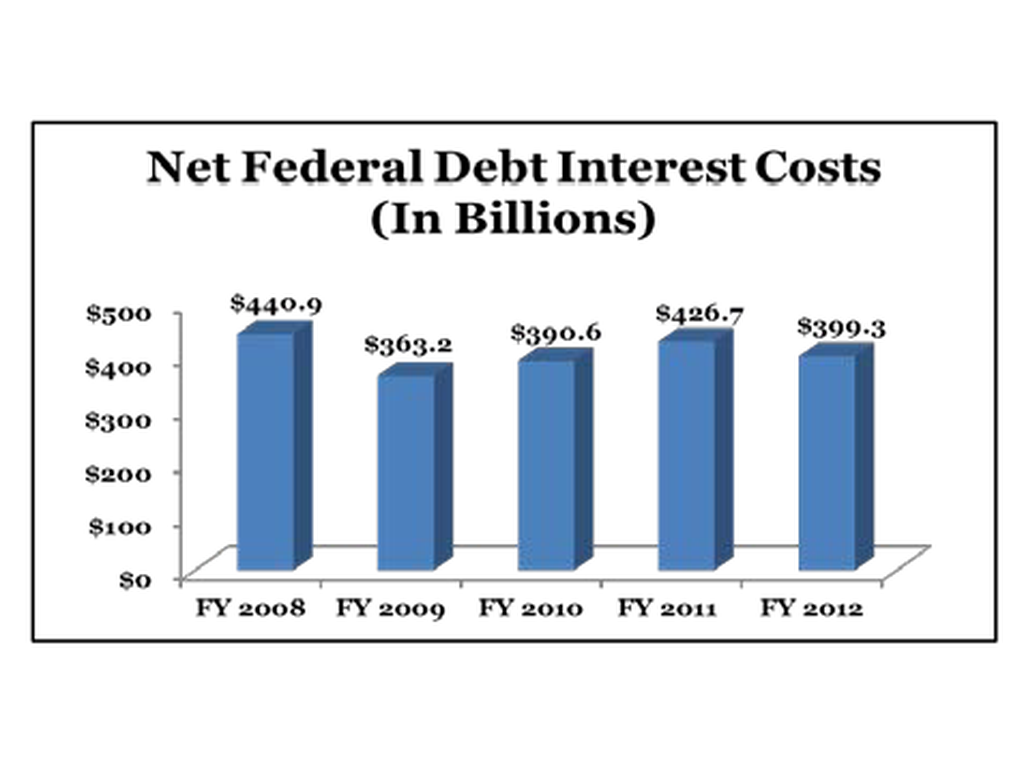 Net Federal Debt Interest Costs
(In Billions)
$440.9
$363.2
$390.6
$426.7
$399.3
$500
$400
$300
$200
$100
$0
FY 2008
FY 2009
FY 2010
FY 2011
FY 2012